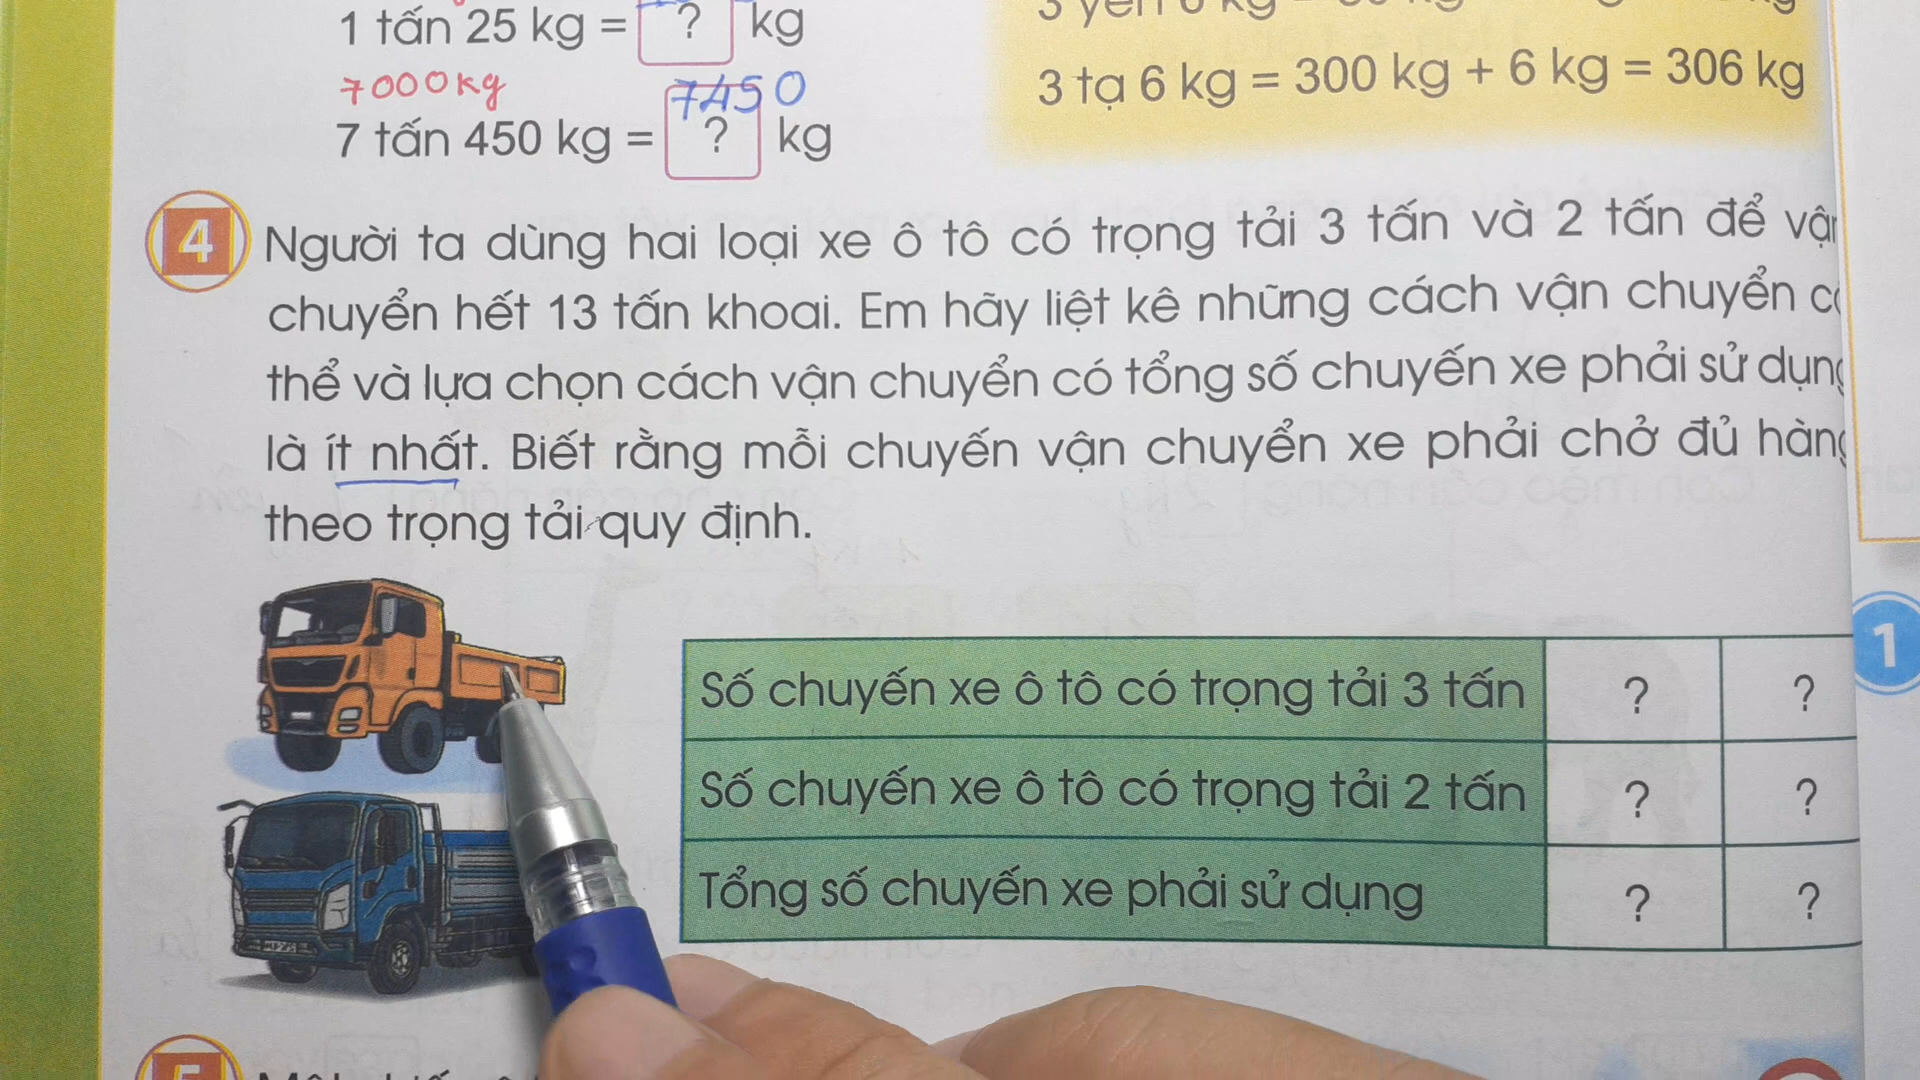 1 tấn 25 kg = ? kg
7000kg
7450
7 tấn 450 kg = ? kg
3 tạ 6 kg = 300 kg + 6 kg = 306 kg
4 Người ta dùng hai loại xe ô tô có trọng tải 3 tấn và 2 tấn để
chuyển hết 13 tấn khoai. Em hãy liệt kê những cách vận chuyển
thể và lựa chọn cách vận chuyển có tổng số chuyến xe phải sử dụng
là ít nhất. Biết rằng mỗi chuyến vận chuyển xe phải chở đủ hàng
theo trọng tải quy định.
Số chuyến xe ô tô có trọng tải 3 tấn ? ?
Số chuyến xe ô tô có trọng tải 2 tấn ? ?
Tổng số chuyến xe phải sử dụng ? ?
1